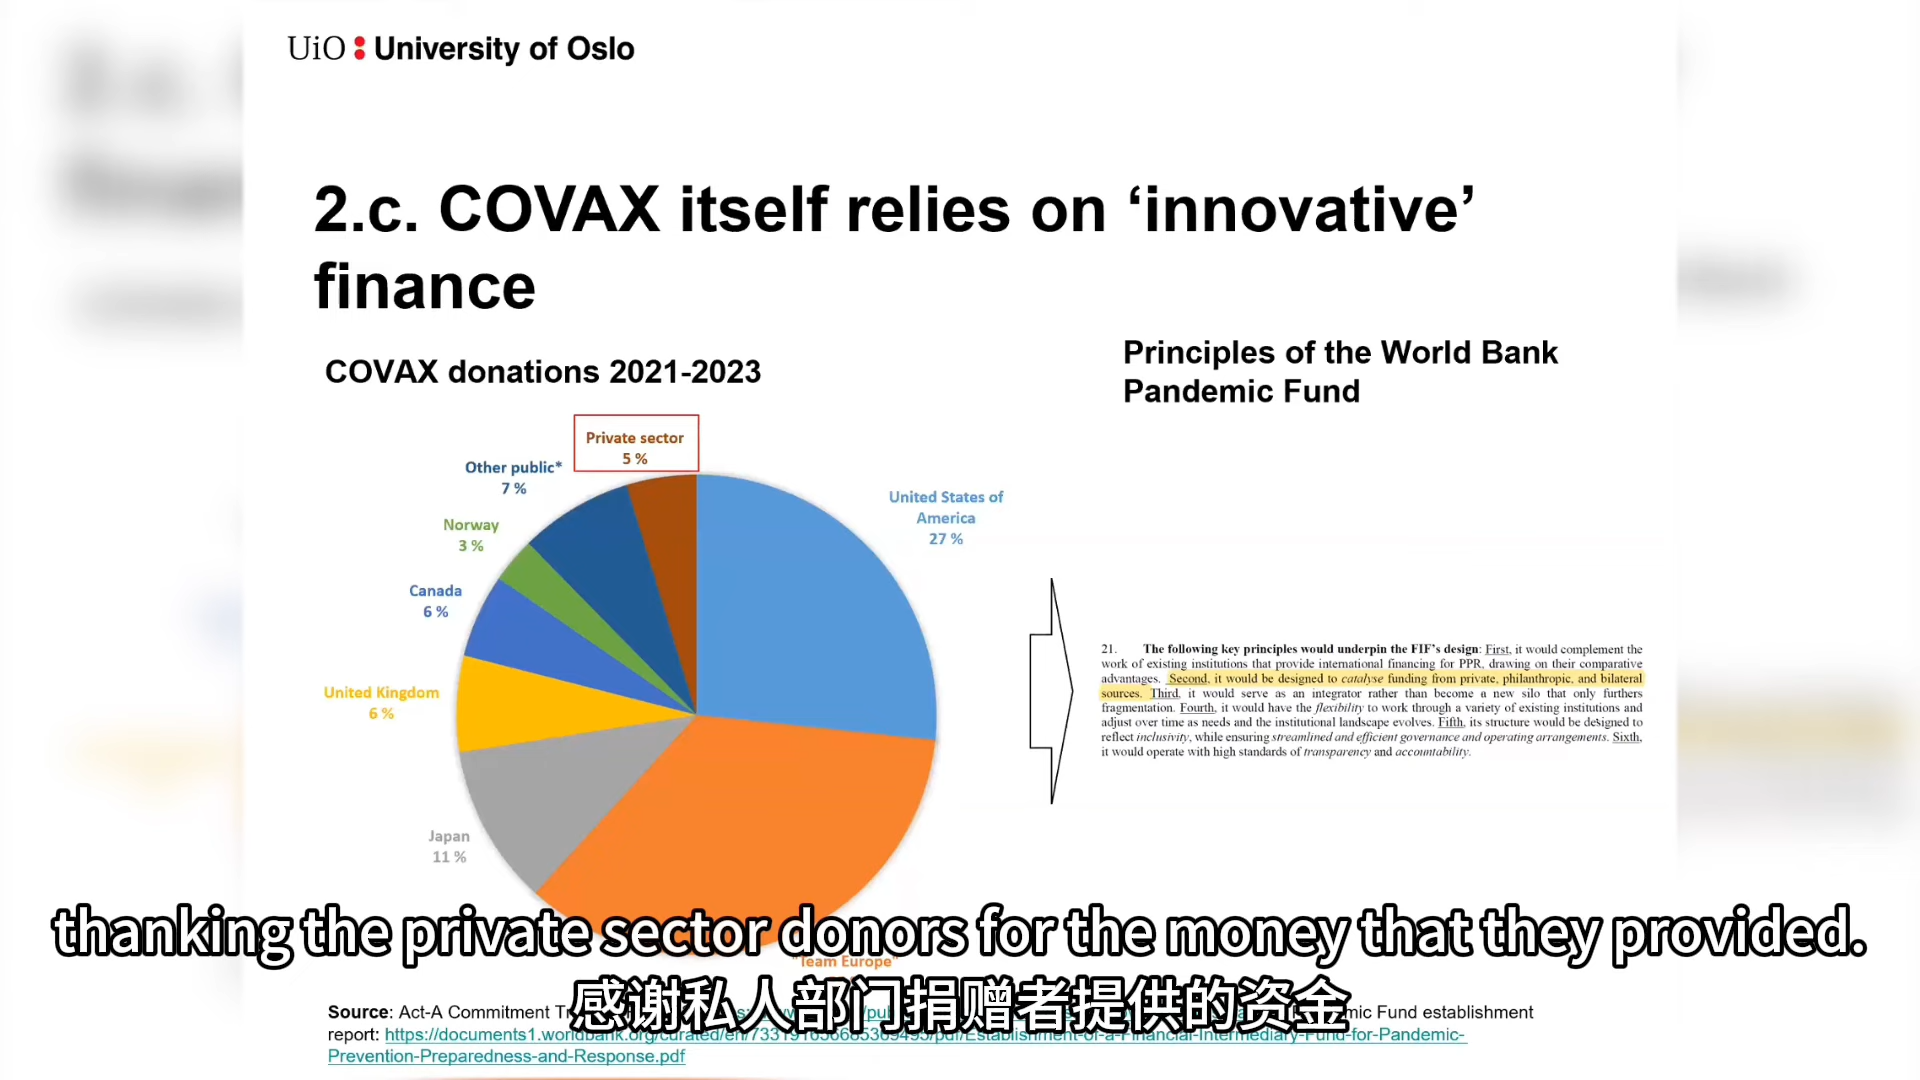 UiO : University of Oslo
2.c. COVAX itself relies on ‘innovative’
finance
COVAX donations 2021-2023
Principles of the World Bank
Pandemic Fund
Private sector
5 %
Other public*
7 %
Norway
3 %
Canada
6 %
United Kingdom
6 %
Japan
11 %
United States of
America
27 %
"Team Europe"
21. The following key principles would underpin the FIF's design: First, it would complement the
work of existing institutions that provide international financing for PPR, drawing on their comparative
advantages. Second, it would be designed to catalyse funding from private, philanthropic, and bilateral
sources. Third, it would serve as an integrator rather than become a new silo that only furthers
fragmentation. Fourth, it would have the flexibility to work through a variety of existing institutions and
adjust over time as needs and the institutional landscape evolves. Fifth, its structure would be designed to
reflect inclusivity, while ensuring streamlined and efficient governance and operating arrangements. Sixth,
it would operate with high standards of transparency and accountability.
thanking the private sector donors for the money that they provided.
感谢私人部门捐赠者提供的资金
Source: Act-A Commitment Fund establishment
report: Establishment-of-a-Financial-Intermediary-Fund-for-Pandemic-
Prevention-Preparedness-and-Response.pdf